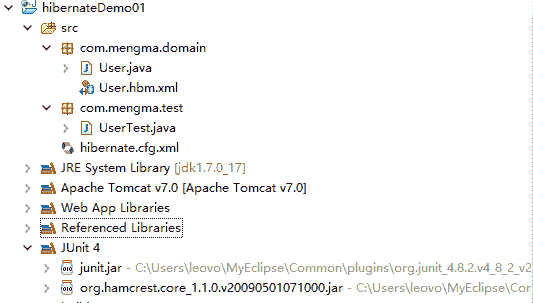 hibernateDemo01
src
com.mengma.domain
User.java
User.hbm.xml
com.mengma.test
UserTest.java
hibernate.cfg.xml
JRE System Library [jdk1.7.0_17]
Apache Tomcat v7.0 [Apache Tomcat v7.0]
Web App Libraries
Referenced Libraries
JUnit 4
junit.jar - C:\Users\leovo\MyEclipse\Common\plugins\org.junit_4.8.2.v4_8_2_v2
org.hamcrest.core_1.1.0.v20090501071000.jar - C:\Users\leovo\MyEcl